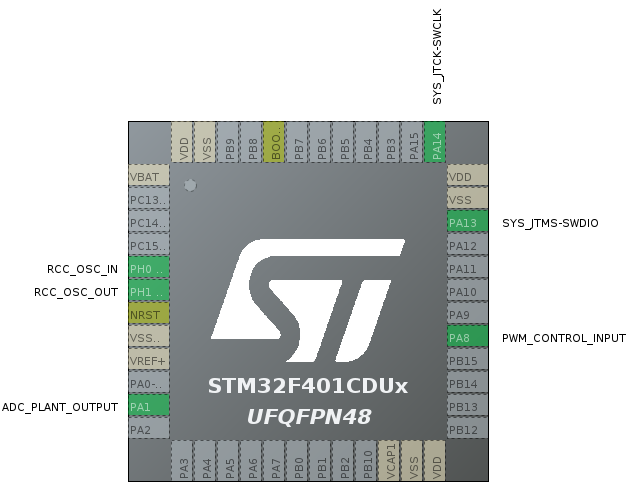 SYS_JTCK-SWCLK
VDD
VSS
PB9
PB8
BOO..
PB7
PB6
PB5
PB4
PB3
PA15
PA14
VBAT
PC13..
PC14..
PC15..
RCC_OSC_IN PH0 ..
RCC_OSC_OUT PH1 ..
NRST
VSS..
VREF+
PA0-..
ADC_PLANT_OUTPUT PA1
PA2
VDD
VSS
PA13 SYS_JTMS-SWDIO
PA12
PA11
PA10
PA9
PA8 PWM_CONTROL_INPUT
PB15
PB14
PB13
PB12
STM32F401CDUx
UFQFPN48
PA3
PA4
PA5
PA6
PA7
PB0
PB1
PB2
PB10
VCAP1
VSS
VDD